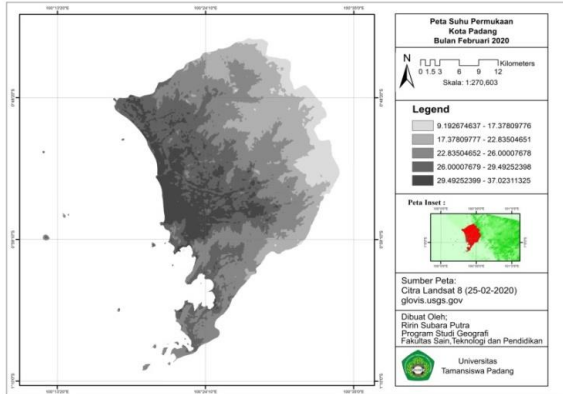 Peta Suhu Permukaan
Kota Padang
Bulan Februari 2020
N
Kilometers
0 1.5 3 6 9 12
Skala: 1:270,603
Legend
9.192674637 - 17.37809776
17.37809777 - 22.83504651
22.83504652 - 26.00007678
26.00007679 - 29.49252398
29.49252399 - 37.02311325
Peta Inset :
Sumber Peta:
Citra Landsat 8 (25-02-2020)
glovis.usgs.gov
Dibuat Oleh;
Ririn Subara Putra
Program Studi Geografi
Fakultas Sain,Teknologi dan Pendidikan
Universitas
Tamansiswa Padang